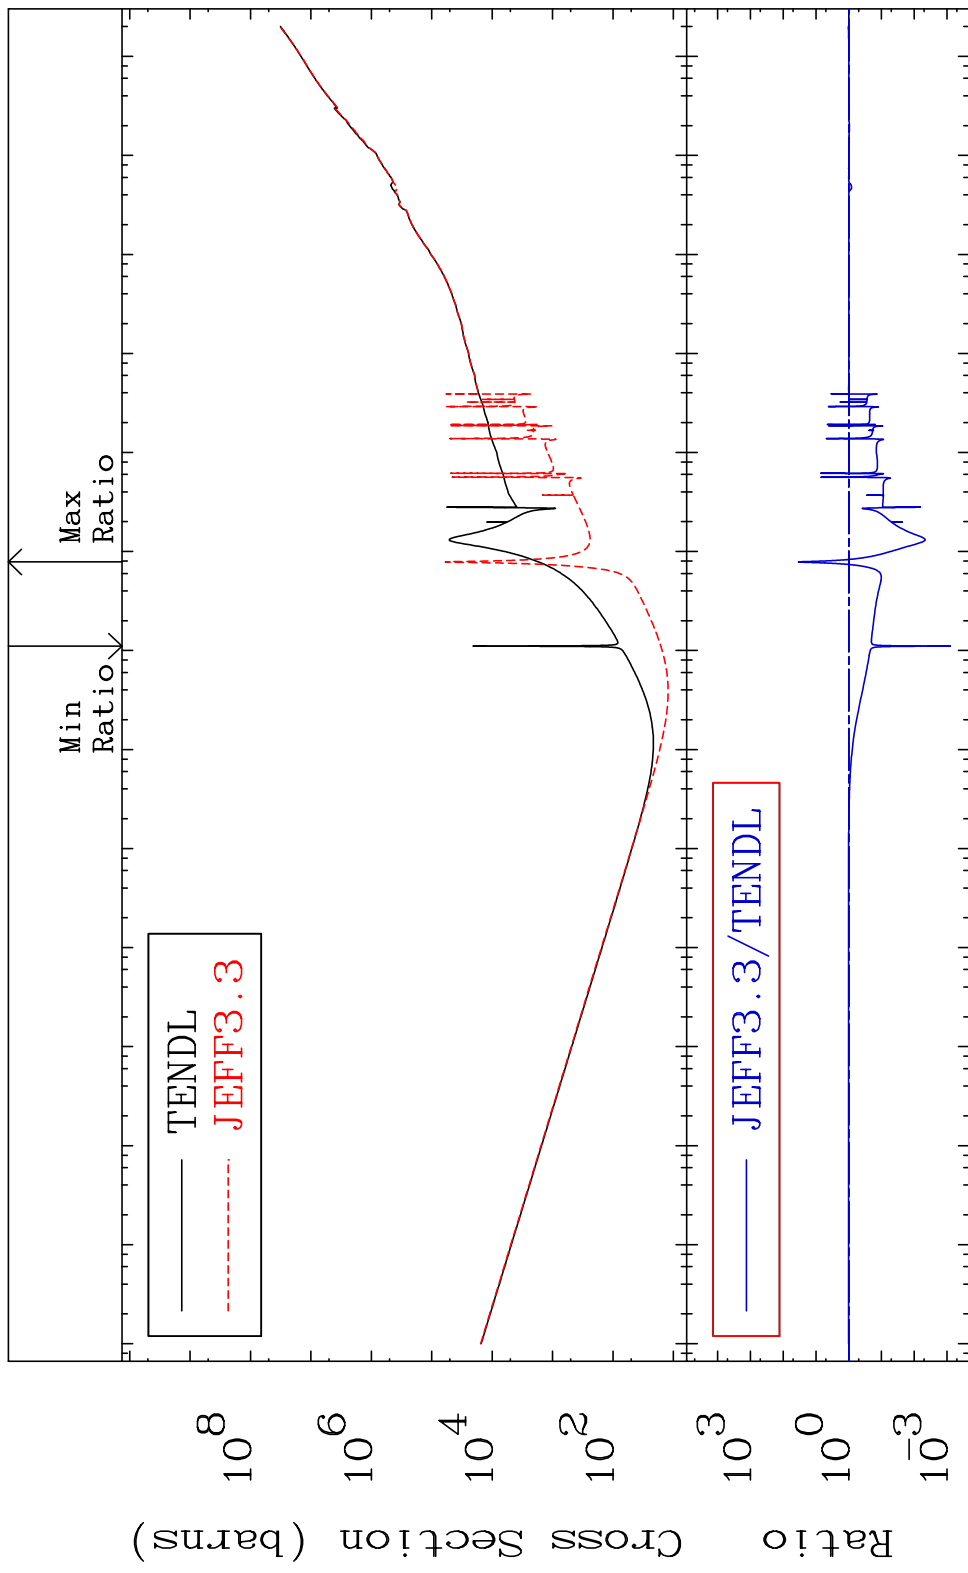 Min
Ratio
Max
Ratio
Cross Section (barns)
10 8
10 6
10 4
10 2
TENDL
JEFF3.3
Ratio
10 3
10 0
10 -3
JEFF3.3/TENDL